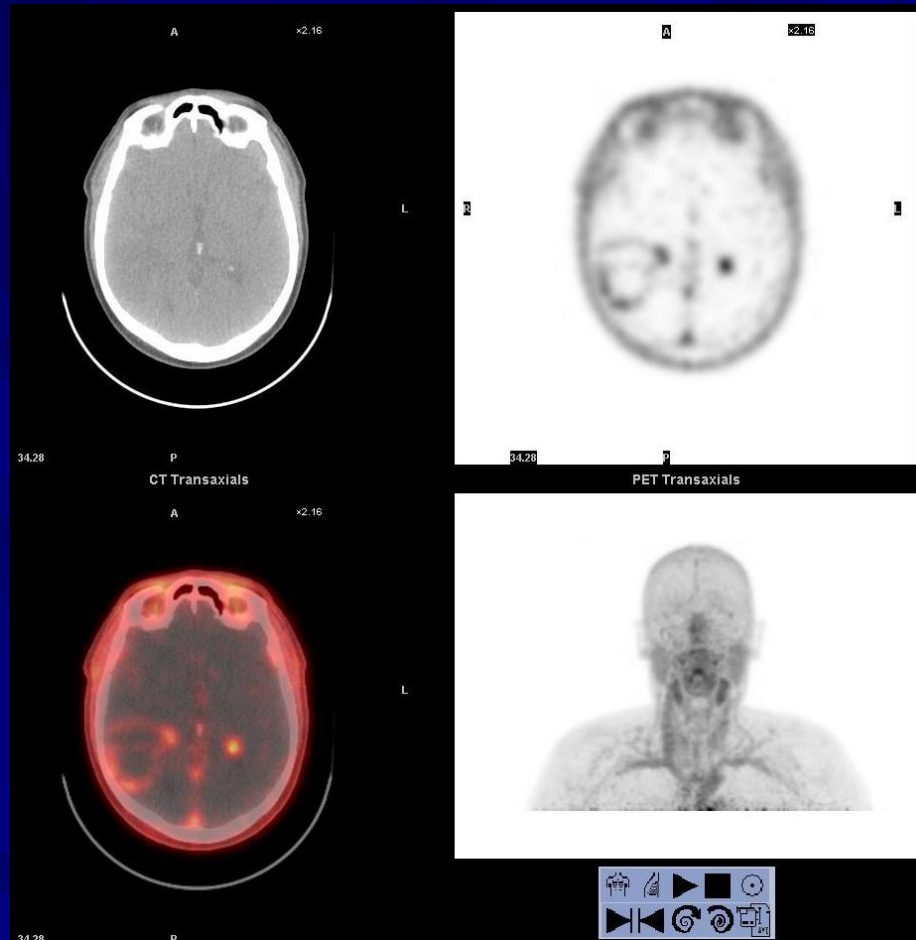 A ×2.16
L
34.28 P
CT Transaxials
A ×2.16
R L
34.28 P
PET Transaxials
A ×2.16
L
34.28 P